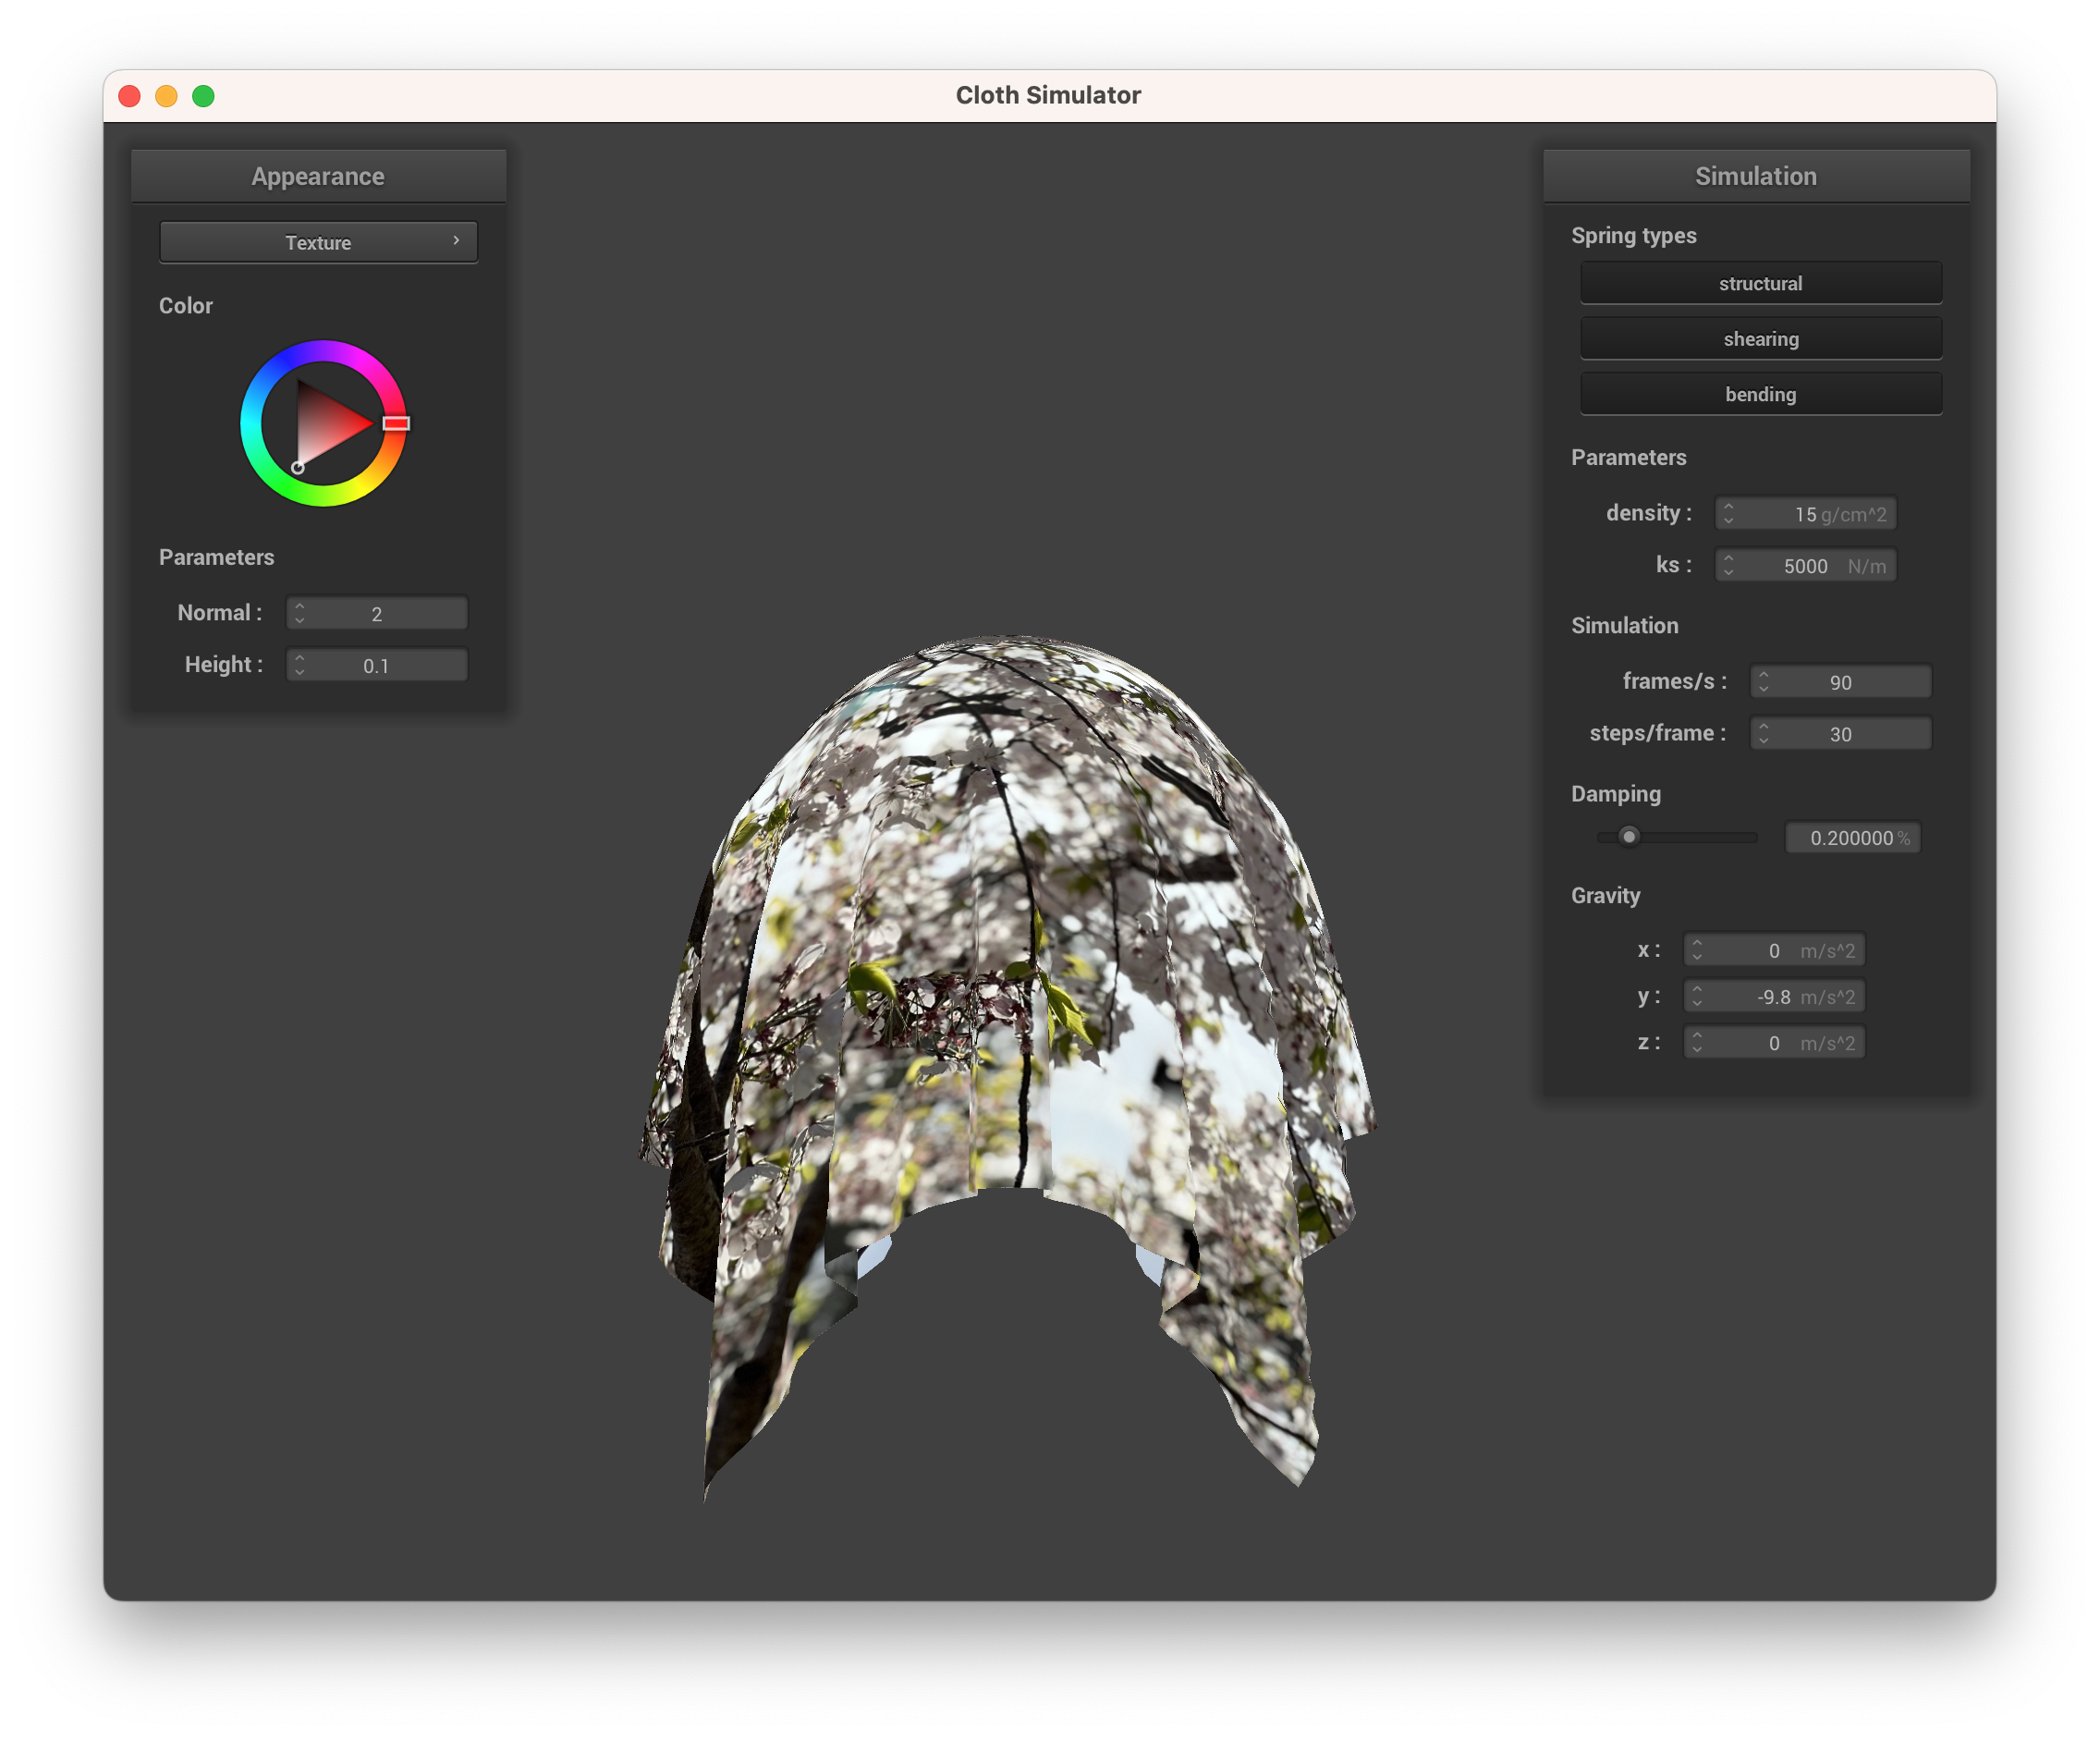 Cloth Simulator
Appearance
Texture
Color
Parameters
Normal : 2
Height : 0.1
Simulation
Spring types
structural
shearing
bending
Parameters
density : 15 g/cm^2
ks : 5000 N/m
Simulation
frames/s : 90
steps/frame : 30
Damping
0.200000 %
Gravity
x : 0 m/s^2
y : -9.8 m/s^2
z : 0 m/s^2